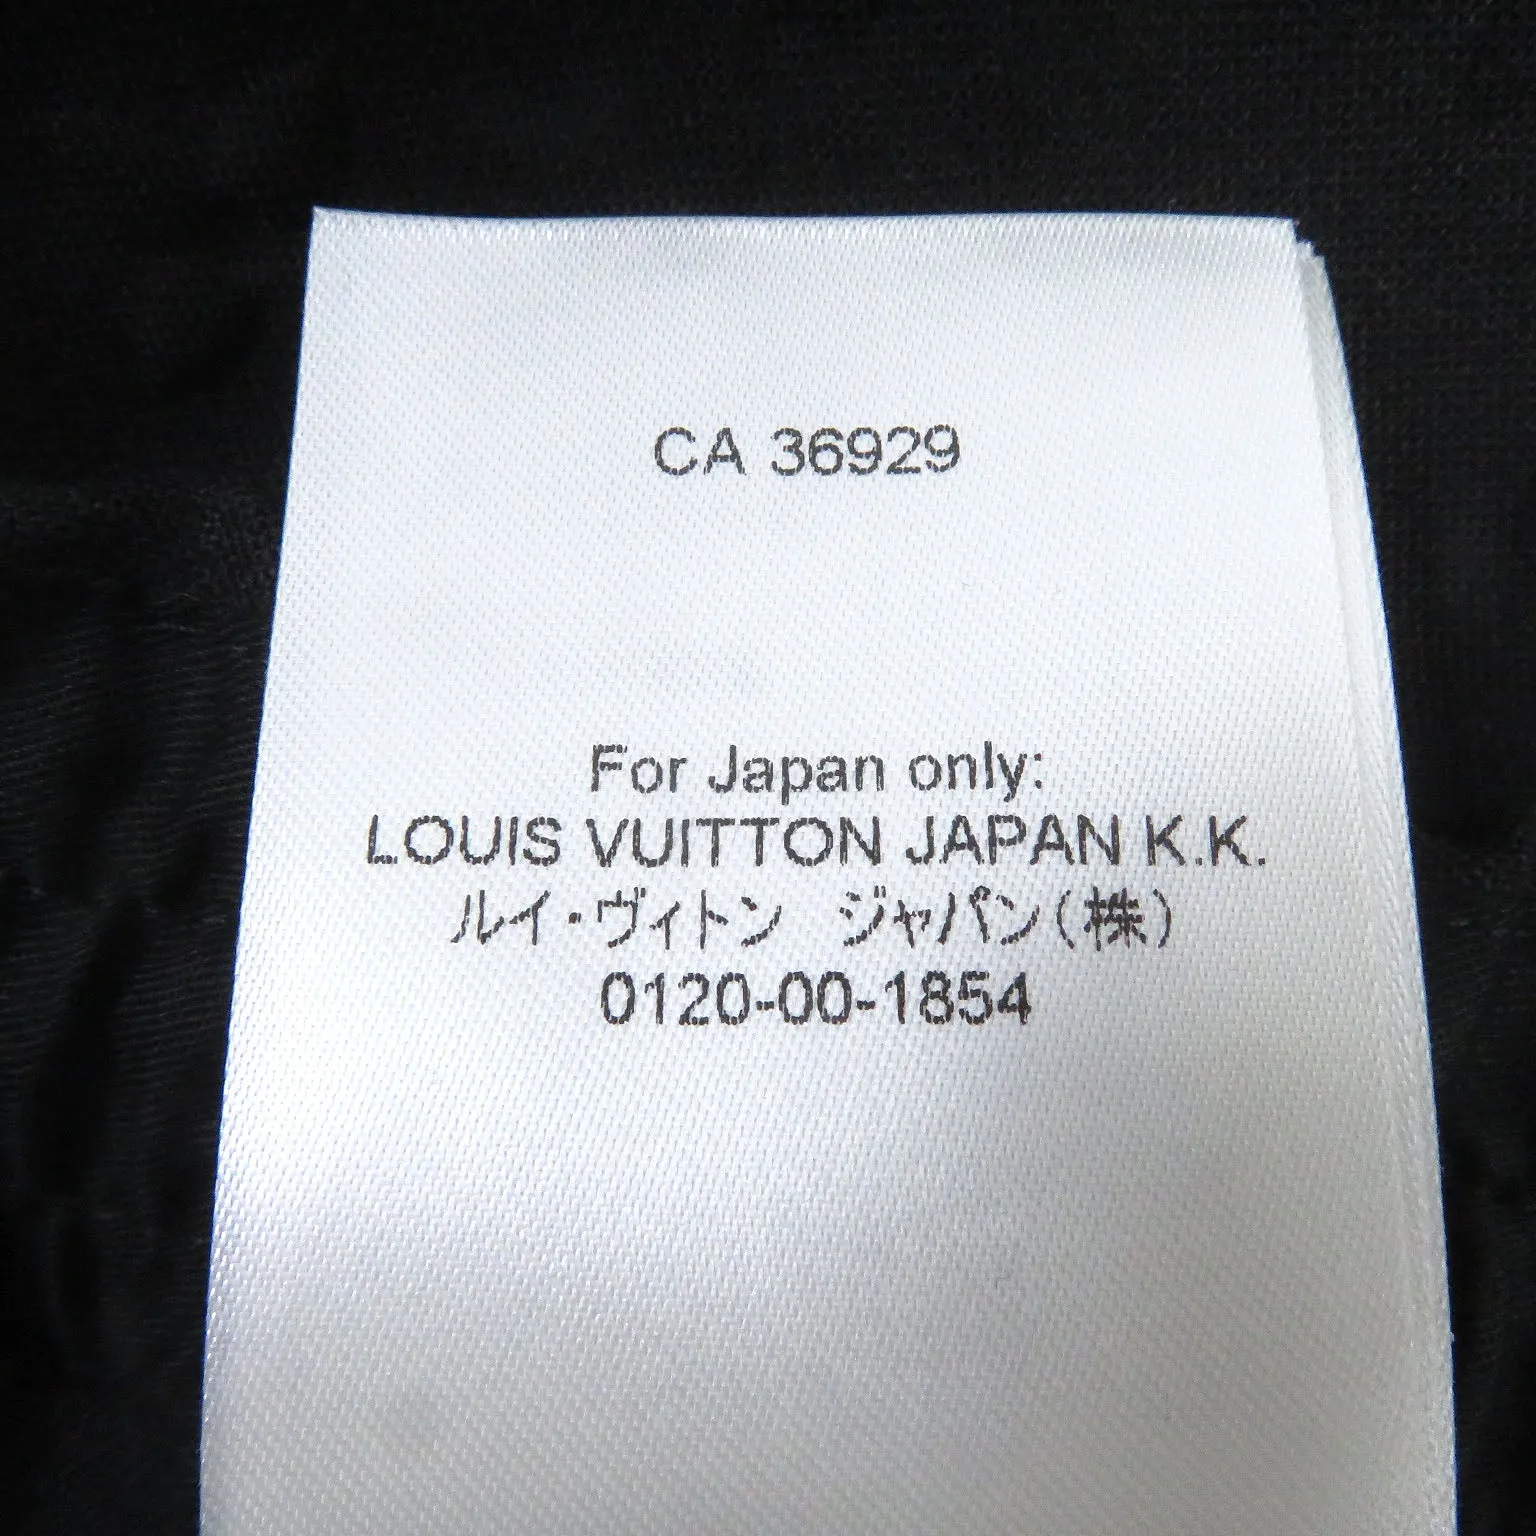 CA 36929
For Japan only:
LOUIS VUITTON JAPAN K.K.
ルイ・ヴィトン　ジャパン(株)
0120-00-1854